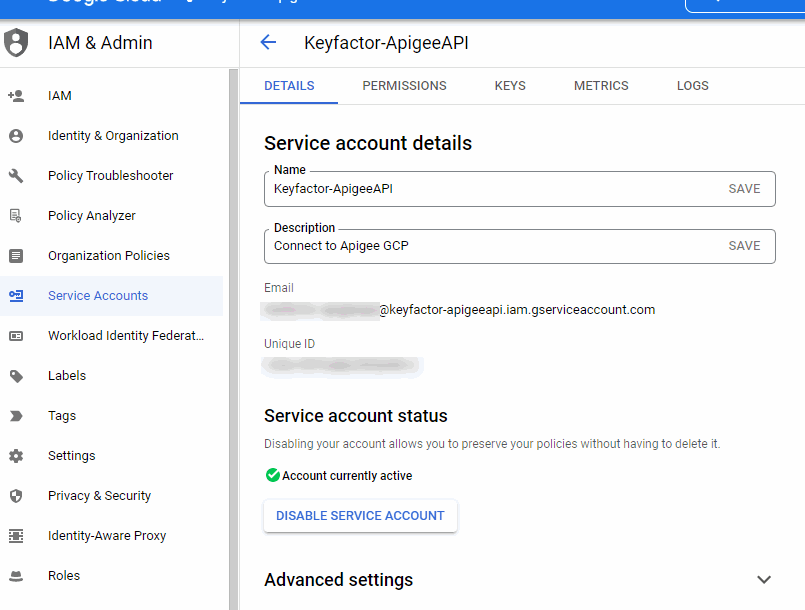 IAM & Admin
Keyfactor-ApigeeAPI
DETAILS
PERMISSIONS
KEYS
METRICS
LOGS
IAM
Identity & Organization
Policy Troubleshooter
Policy Analyzer
Organization Policies
Service Accounts
Workload Identity Federat...
Labels
Tags
Settings
Privacy & Security
Identity-Aware Proxy
Roles
Service account details
Name
Keyfactor-ApigeeAPI
SAVE
Description
Connect to Apigee GCP
SAVE
Email
@keyfactor-apigeeapi.iam.gserviceaccount.com
Unique ID
Service account status
Disabling your account allows you to preserve your policies without having to delete it.
Account currently active
DISABLE SERVICE ACCOUNT
Advanced settings